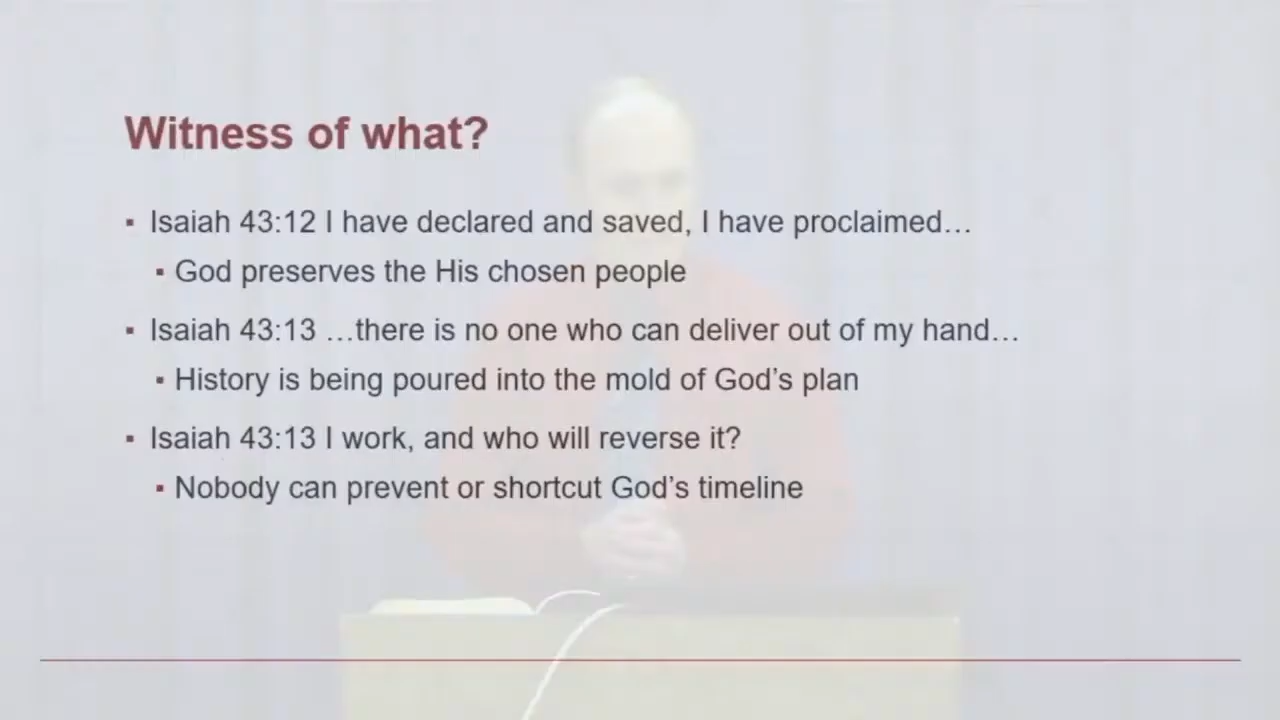 Witness of what?
▪ Isaiah 43:12 I have declared and saved, I have proclaimed…
▪ God preserves the His chosen people
▪ Isaiah 43:13 …there is no one who can deliver out of my hand…
▪ History is being poured into the mold of God’s plan
▪ Isaiah 43:13 I work, and who will reverse it?
▪ Nobody can prevent or shortcut God’s timeline